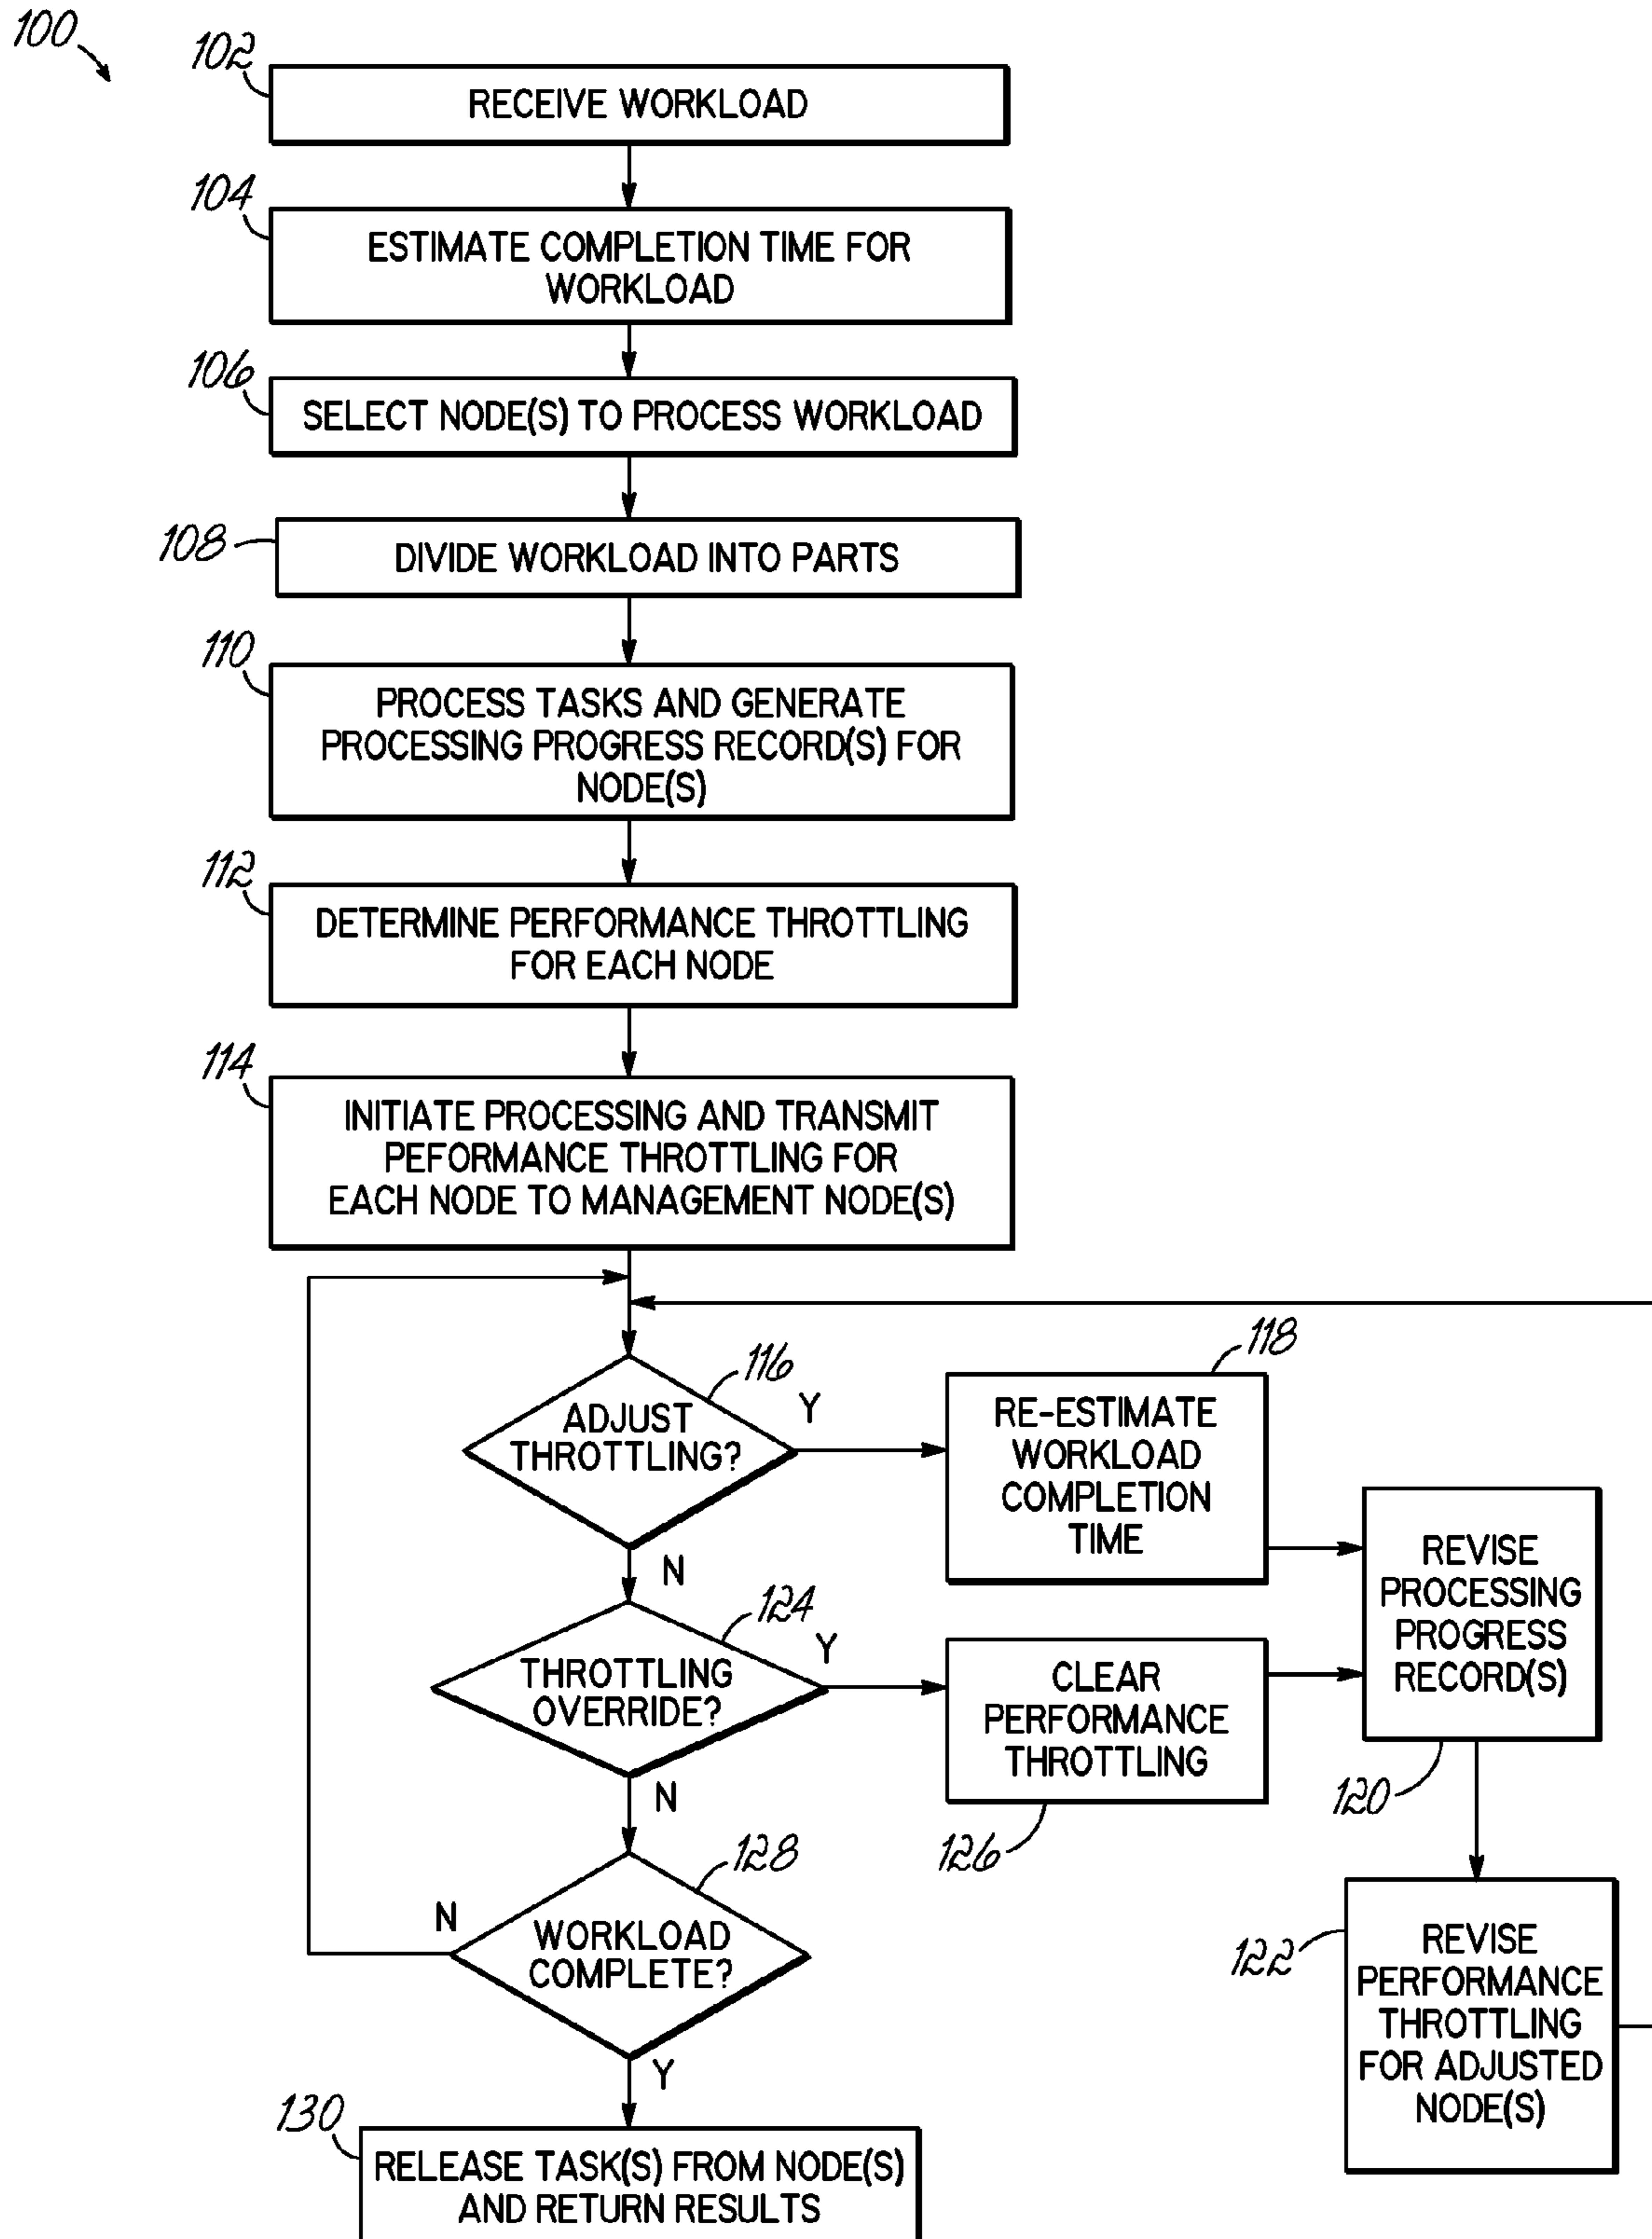 100
102
RECEIVE WORKLOAD
104
ESTIMATE COMPLETION TIME FOR
WORKLOAD
106
SELECT NODE(S) TO PROCESS WORKLOAD
108
DIVIDE WORKLOAD INTO PARTS
110
PROCESS TASKS AND GENERATE
PROCESSING PROGRESS RECORD(S) FOR
NODE(S)
112
DETERMINE PERFORMANCE THROTTLING
FOR EACH NODE
114
INITIATE PROCESSING AND TRANSMIT
PEFORMANCE THROTTLING FOR
EACH NODE TO MANAGEMENT NODE(S)
116
ADJUST
THROTTLING?
Y
N
118
RE-ESTIMATE
WORKLOAD
COMPLETION
TIME
REVISE
PROCESSING
PROGRESS
RECORD(S)
120
124
THROTTLING
OVERRIDE?
Y
N
CLEAR
PERFORMANCE
THROTTLING
126
128
WORKLOAD
COMPLETE?
N
Y
122
REVISE
PERFORMANCE
THROTTLING
FOR ADJUSTED
NODE(S)
130
RELEASE TASK(S) FROM NODE(S)
AND RETURN RESULTS